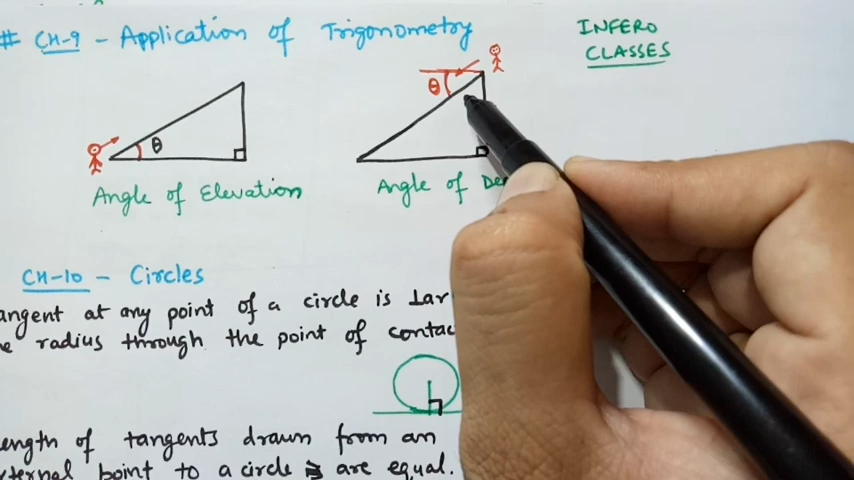 # CH-9 - Application of Trigonometry
INFERO
CLASSES
θ
θ
Angle of Elevation
Angle of De
CH-10 - Circles
angent at any point of a circle is ⊥ar
e radius through the point of contac
ength of tangents drawn from an
xternal point to a circle are equal.